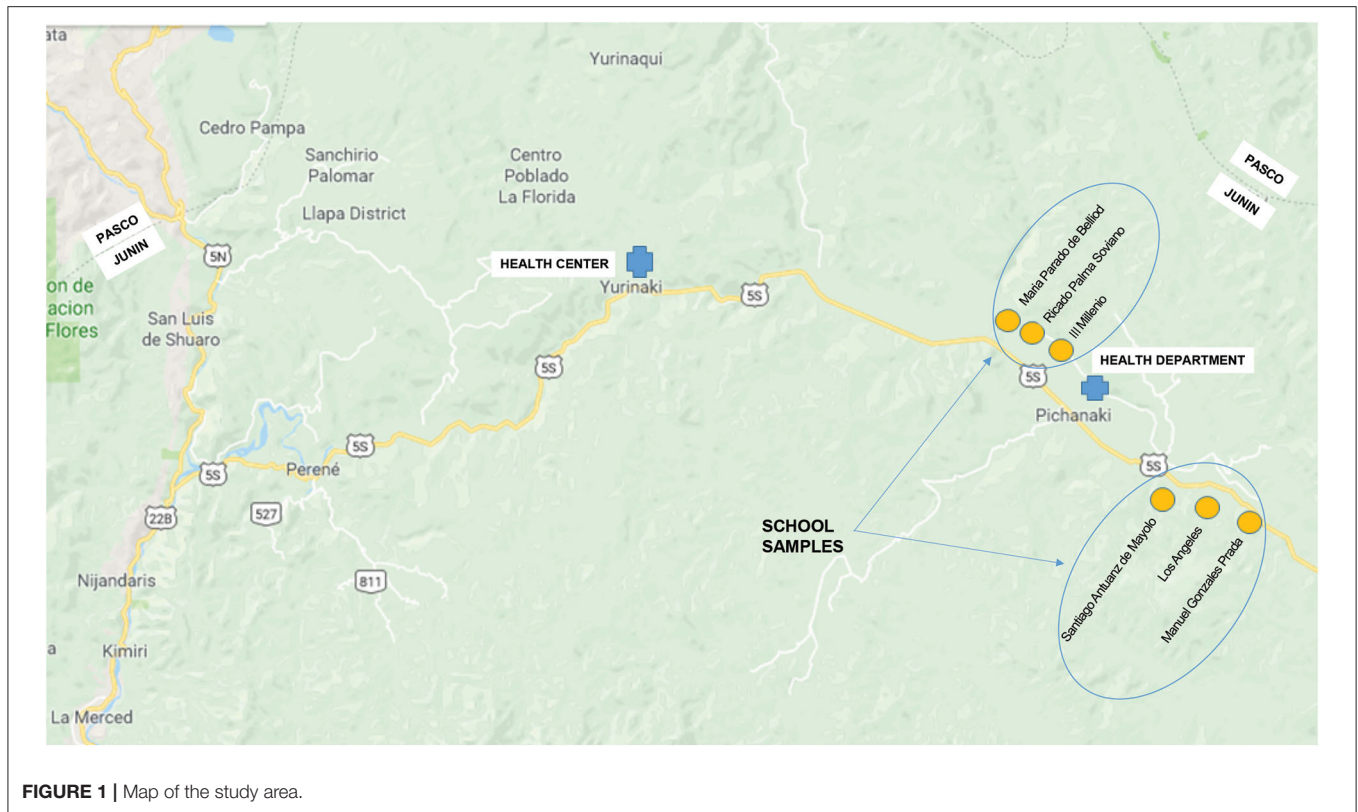 ata
Yurinaqui
Cedro Pampa
Sanchirio
Palomar
Centro
Poblado
La Florida
Llapa District
PASCO
JUNIN
PASCO
JUNIN
5N
HEALTH CENTER
Yurinaki
5S
on de
acion
Flores
San Luis
de Shuaro
Maria Parado de Belliod
Ricado Palma Soviano
III Millenio
HEALTH DEPARTMENT
5S
5S
Pichanaki
5S
5S
Perené
5S
22B
527
SCHOOL
SAMPLES
Santiago Antuanz de Mayolo
Los Angeles
Manuel Gonzales Prada
Nijandaris
811
a
Kimiri
La Merced
FIGURE 1 | Map of the study area.